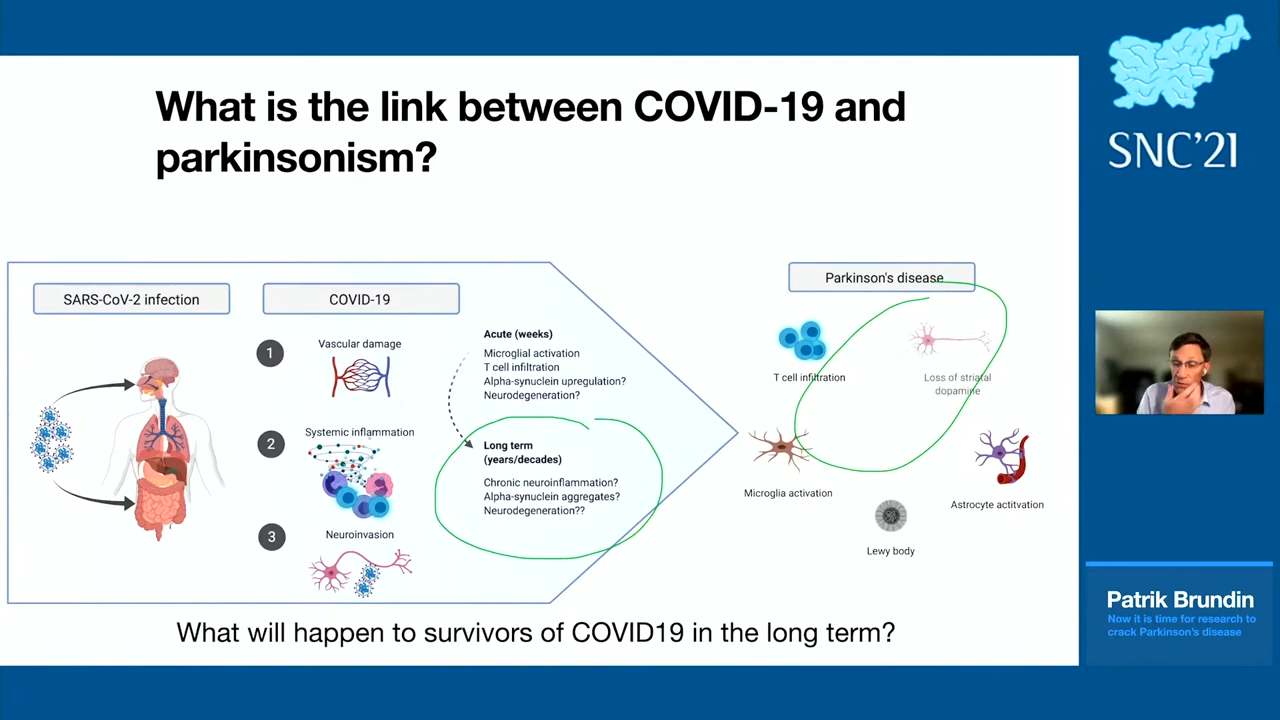 What is the link between COVID-19 and
parkinsonism?
SARS-CoV-2 infection
COVID-19
1
Vascular damage
2
Systemic inflammation
3
Neuroinvasion
Acute (weeks)
Microglial activation
T cell infiltration
Alpha-synuclein upregulation?
Neurodegeneration?
Long term
(years/decades)
Chronic neuroinflammation?
Alpha-synuclein aggregates?
Neurodegeneration??
Parkinson's disease
T cell infiltration
Loss of striatal
dopamine
Microglia activation
Astrocyte actitvation
Lewy body
What will happen to survivors of COVID19 in the long term?
SNC'21
Patrik Brundin
Now it is time for research to
crack Parkinson's disease